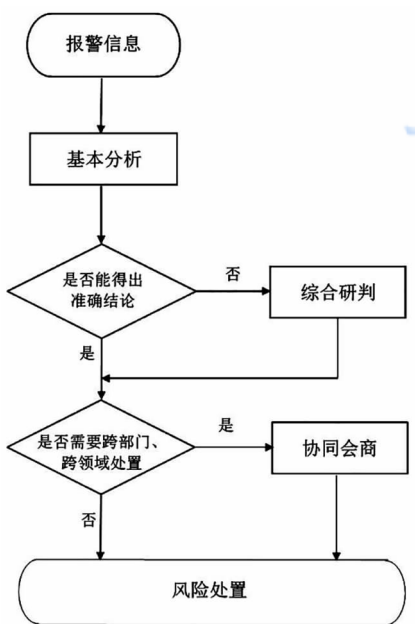 报警信息
基本分析
是否能得出
准确结论
否
综合研判
是
是否需要跨部门、
跨领域处置
是
协同会商
否
风险处置